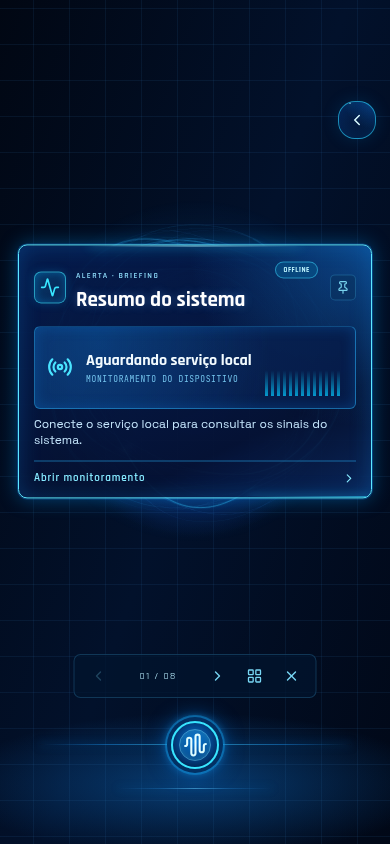 ALERTA · BRIEFING
OFFLINE
Resumo do sistema
Aguardando serviço local
MONITORAMENTO DO DISPOSITIVO
Conecte o serviço local para consultar os sinais do
sistema.
Abrir monitoramento
01 / 08